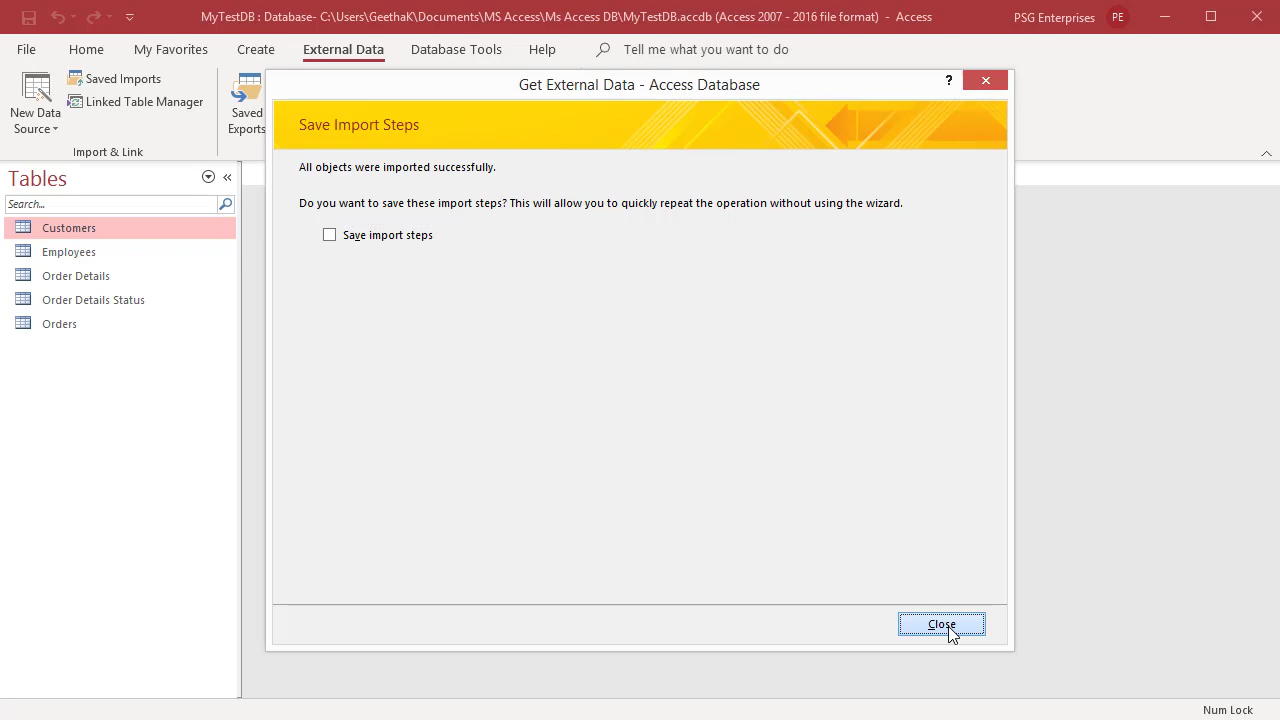 MyTestDB : Database- C:\Users\GeethaK\Documents\MS Access\Ms Access DB\MyTestDB.accdb (Access 2007 - 2016 file format) - Access
PSG Enterprises PE
File Home My Favorites Create External Data Database Tools Help Tell me what you want to do
New Data Source
Saved Imports
Linked Table Manager
Saved Exports
Import & Link
Get External Data - Access Database
?
Save Import Steps
All objects were imported successfully.
Do you want to save these import steps? This will allow you to quickly repeat the operation without using the wizard.
Save import steps
Close
Tables
Search...
Customers
Employees
Order Details
Order Details Status
Orders
Num Lock